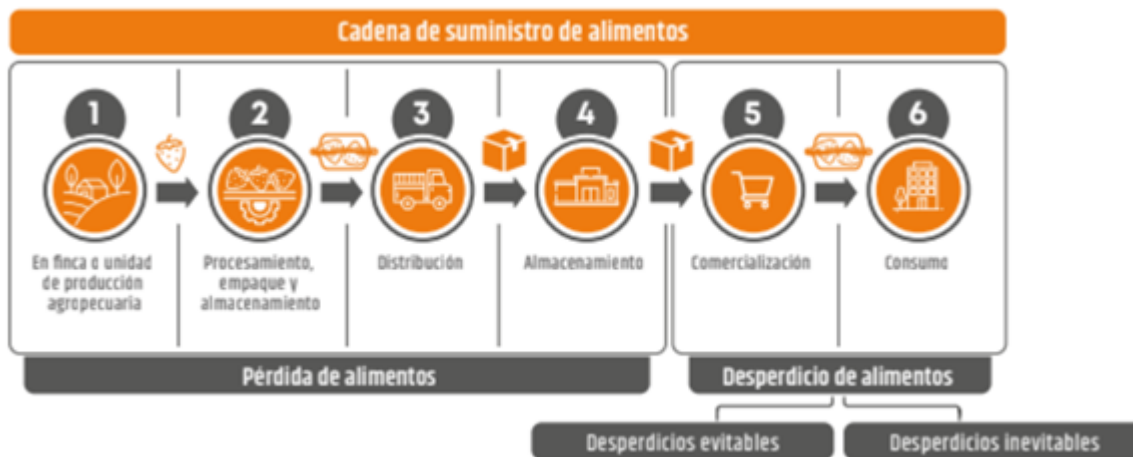 Cadena de suministro de alimentos
1
2
3
4
5
6
En finca o unidad
de producción
agropecuaria
Procesamiento,
empaque y
almacenamiento
Distribución
Almacenamiento
Comercialización
Consumo
Pérdida de alimentos
Desperdicio de alimentos
Desperdicios evitables
Desperdicios inevitables